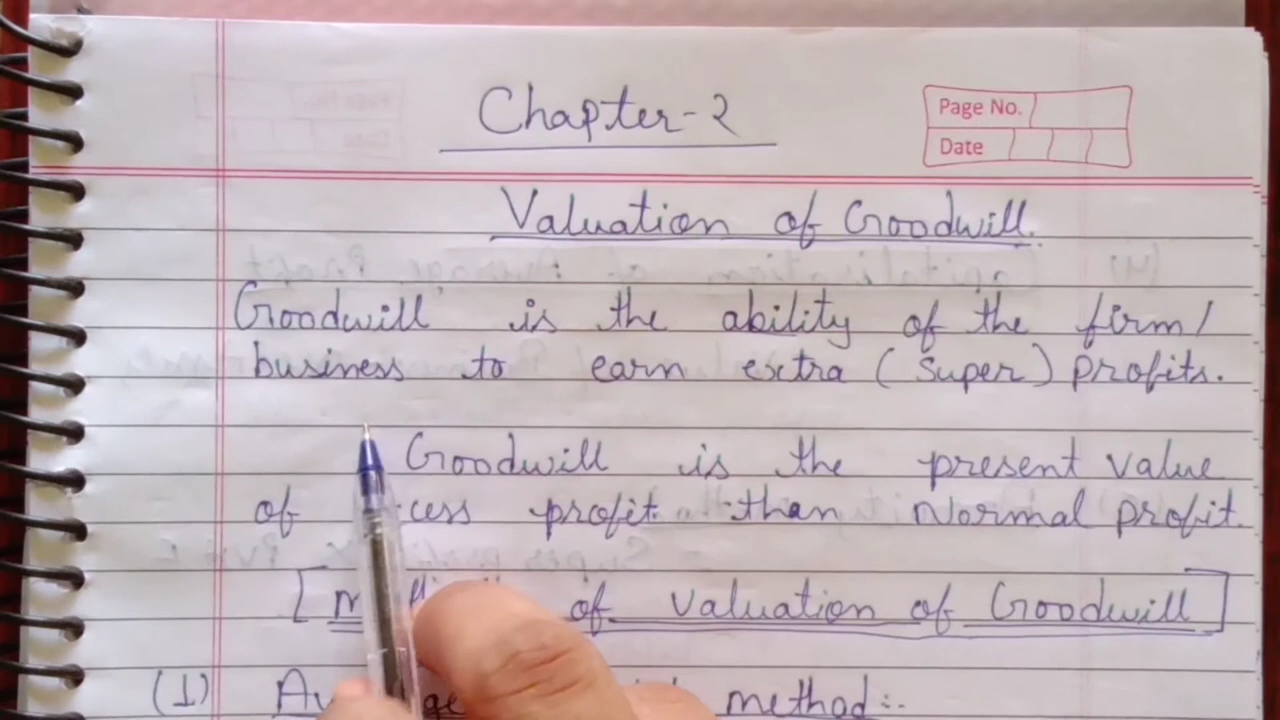 Chapter-2
Page No.
Date
Valuation of Goodwill.
Goodwill is the ability of the firm/
business to earn extra (super) profits.
Goodwill is the present value
of profit than Normal profit.
of valuation of Goodwill
(1) method:-